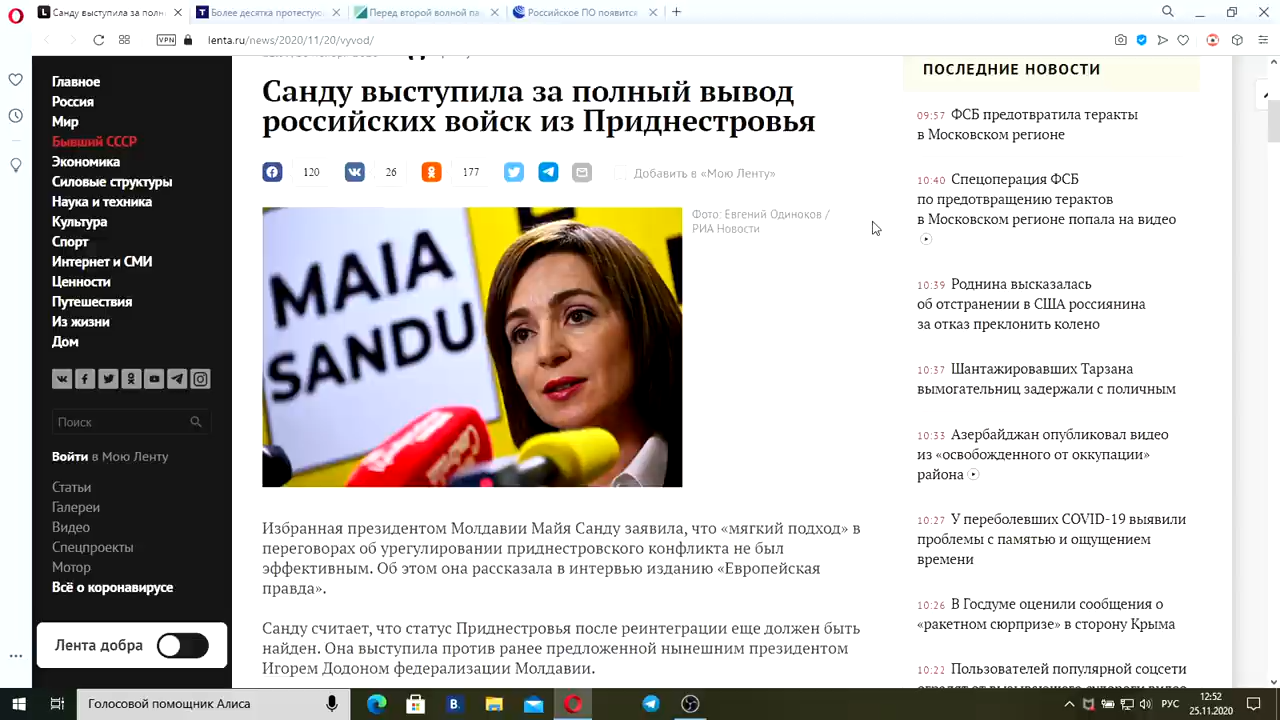 Санду выступила за полн
Более десятка протестую
Перед второй волной па
Российское ПО появится
VPN
lenta.ru/news/2020/11/20/vyvod/
Главное
Россия
Мир
Бывший СССР
Экономика
Силовые структуры
Наука и техника
Культура
Спорт
Интернет и СМИ
Ценности
Путешествия
Из жизни
Дом
Поиск
Войти в Мою Ленту
Статьи
Галереи
Видео
Спецпроекты
Мотор
Всё о коронавирусе
Лента добра
Санду выступила за полный вывод
российских войск из Приднестровья
120
26
177
Добавить в «Мою Ленту»
MAIA
SANDU
Фото: Евгений Одиноков /
РИА Новости
Избранная президентом Молдавии Майя Санду заявила, что «мягкий подход» в
переговорах об урегулировании приднестровского конфликта не был
эффективным. Об этом она рассказала в интервью изданию «Европейская
правда».
Санду считает, что статус Приднестровья после реинтеграции еще должен быть
найден. Она выступила против ранее предложенной нынешним президентом
Игорем Додоном федерализации Молдавии.
ПОСЛЕДНИЕ НОВОСТИ
09:57 ФСБ предотвратила теракты
в Московском регионе
10:40 Спецоперация ФСБ
по предотвращению терактов
в Московском регионе попала на видео
10:39 Роднина высказалась
об отстранении в США россиянина
за отказ преклонить колено
10:37 Шантажировавших Тарзана
вымогательниц задержали с поличным
10:33 Азербайджан опубликовал видео
из «освобожденного от оккупации»
района
10:27 У переболевших COVID-19 выявили
проблемы с памятью и ощущением
времени
10:26 В Госдуме оценили сообщения о
«ракетном сюрпризе» в сторону Крыма
10:22 Пользователей популярной соцсети
Голосовой помощник Алиса
РУС
12:52
25.11.2020